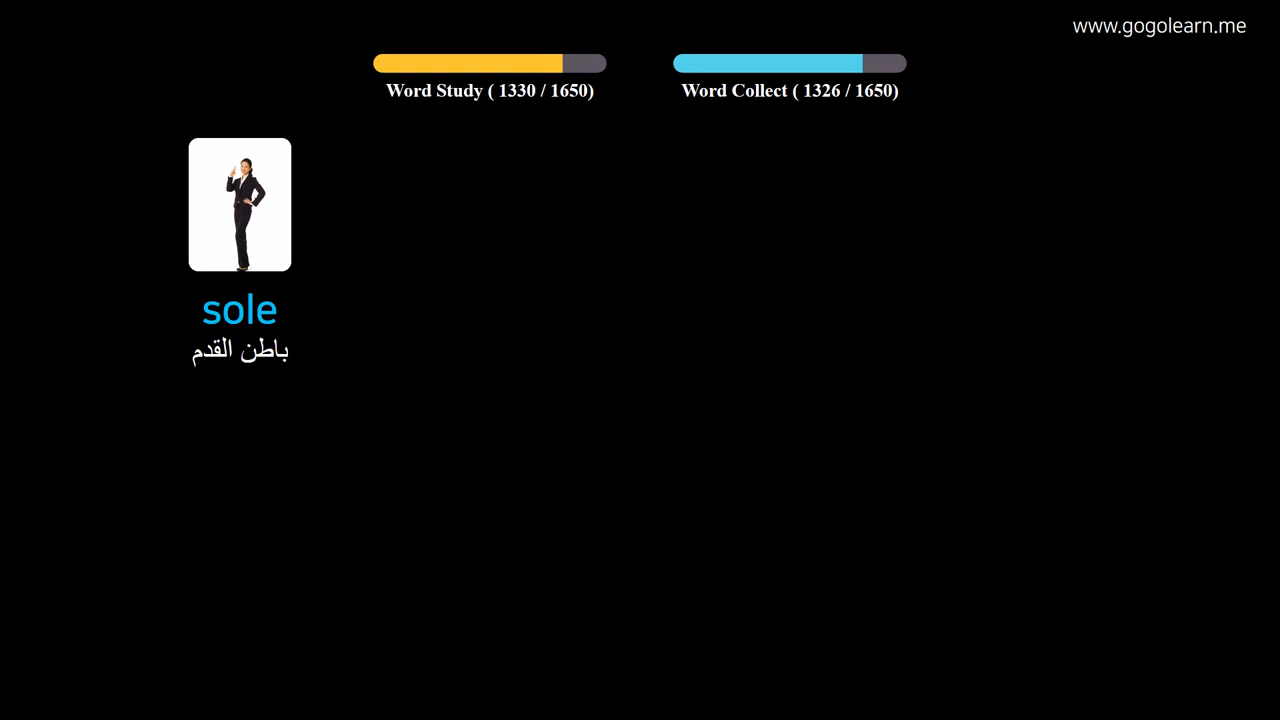 www.gogolearn.me
Word Study ( 1330 / 1650)
Word Collect ( 1326 / 1650)
sole
باطن القدم